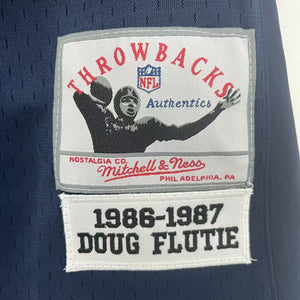 THROWBACKS
NFL
Authentics
NOSTALGIA CO.
Mitchell & Ness
PHILADELPHIA, PA
1986-1987
DOUG FLUTIE